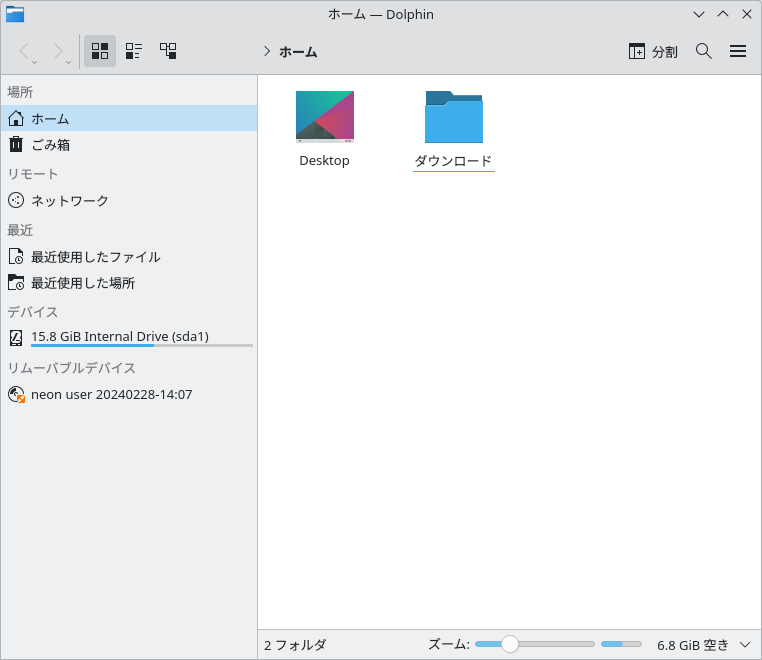 ホーム — Dolphin
ホーム
分割
場所
ホーム
ごみ箱
リモート
ネットワーク
最近
最近使用したファイル
最近使用した場所
デバイス
15.8 GiB Internal Drive (sda1)
リムーバブルデバイス
neon user 20240228-14:07
Desktop
ダウンロード
2 フォルダ
ズーム:
6.8 GiB 空き